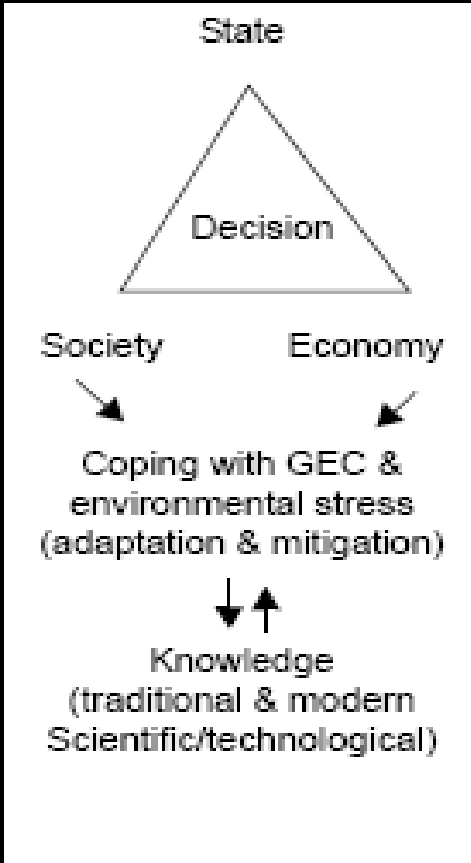 State
Decision
Society Economy
Coping with GEC &
environmental stress
(adaptation & mitigation)
Knowledge
(traditional & modern
Scientific/technological)